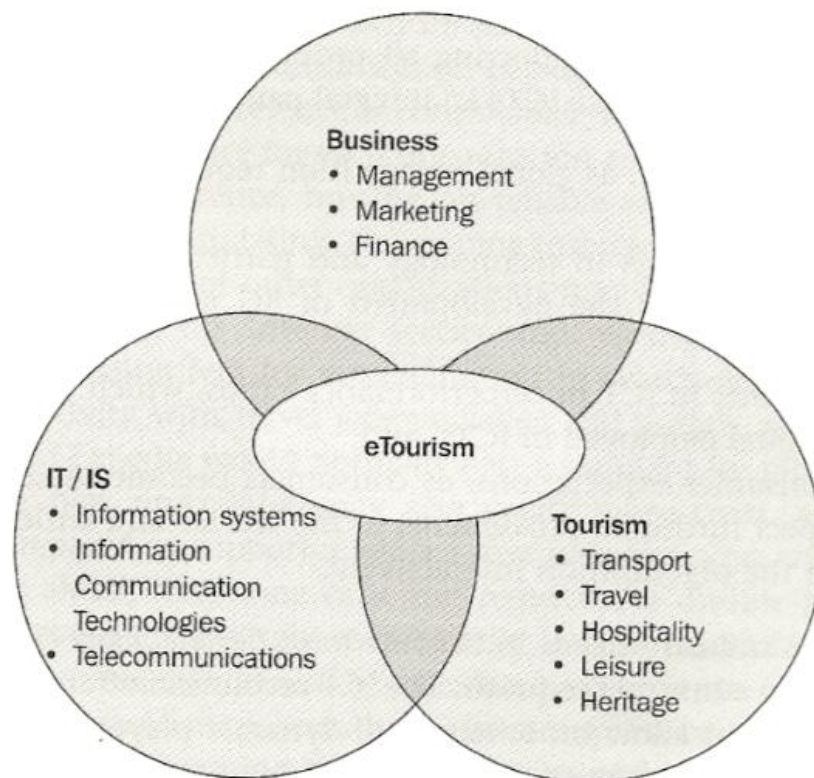 Business
• Management
• Marketing
• Finance
eTourism
IT / IS
• Information systems
• Information
Communication
Technologies
• Telecommunications
Tourism
• Transport
• Travel
• Hospitality
• Leisure
• Heritage